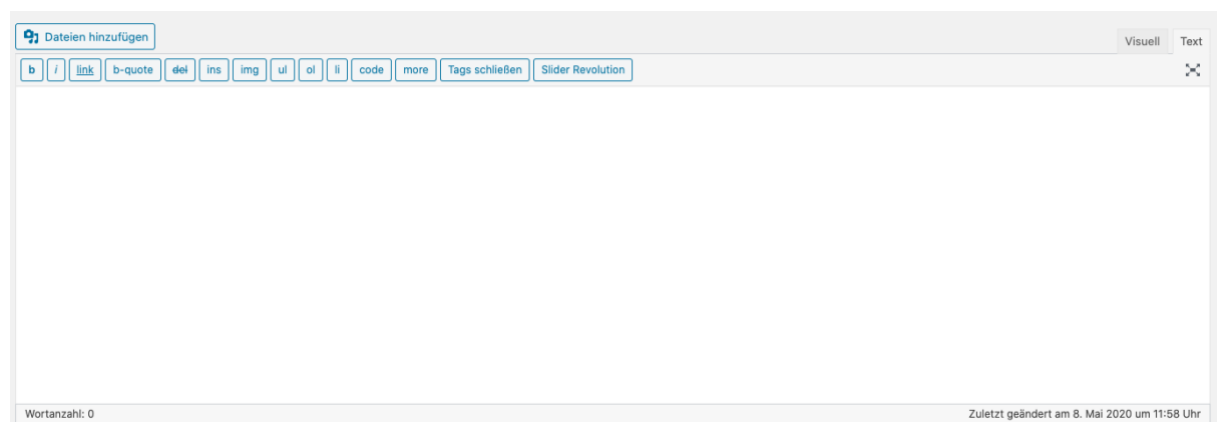 Dateien hinzufügen
Visuell Text
b i link b-quote del ins img ul ol li code more Tags schließen Slider Revolution
Wortanzahl: 0 Zuletzt geändert am 8. Mai 2020 um 11:58 Uhr